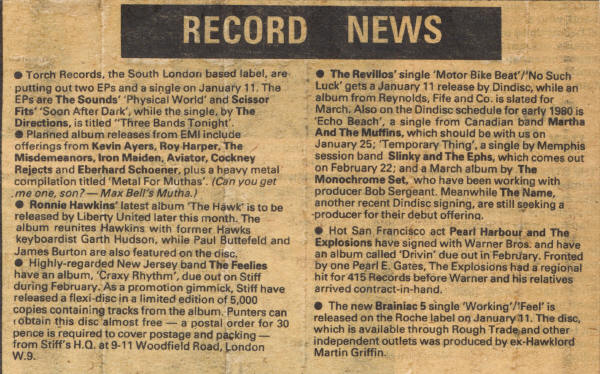 RECORD NEWS
● Torch Records, the South London based label, are
putting out two EPs and a single on January 11. The
EPs are The Sounds' 'Physical World' and Scissor
Fits' 'Soon After Dark', while the single, by The
Directions, is titled "Three Bands Tonight'.
● Planned album releases from EMI include
offerings from Kevin Ayers, Roy Harper, The
Misdemeanors, Iron Maiden, Aviator, Cockney
Rejects and Eberhard Schoener, plus a heavy metal
compilation titled 'Metal For Muthas'. (Can you get
me one, son? — Max Bell's Mutha.)
● Ronnie Hawkins' latest album 'The Hawk' is to be
released by Liberty United later this month. The
album reunites Hawkins with former Hawks
keyboardist Garth Hudson, while Paul Buttefeld and
James Burton are also featured on the disc.
● Highly-regarded New Jersey band The Feelies
have an album, 'Craxy Rhythm', due out on Stiff
during February. As a promotion gimmick, Stiff have
released a flexi-disc in a limited edition of 5,000
copies containing tracks from the album. Punters can
obtain this disc almost free — a postal order for 30
pence is required to cover postage and packing —
from Stiff's H.Q. at 9-11 Woodfield Road, London
W.9.
● The Revillos' single 'Motor Bike Beat'/'No Such
Luck' gets a January 11 release by Dindisc, while an
album from Reynolds, Fife and Co. is slated for
March. Also on the Dindisc schedule for early 1980 is
'Echo Beach', a single from Canadian band Martha
And The Muffins, which should be with us on
January 25; 'Temporary Thing', a single by Memphis
session band Slinky and The Ephs, which comes out
on February 22; and a March album by The
Monochrome Set, who have been working with
producer Bob Sergeant. Meanwhile The Name,
another recent Dindisc signing, are still seeking a
producer for their debut offering.
● Hot San Francisco act Pearl Harbour and The
Explosions have signed with Warner Bros. and have
an album called 'Drivin' due out in February. Fronted
by one Pearl E. Gates, The Explosions had a regional
hit for 415 Records before Warner and his relatives
arrived contract-in-hand.
● The new Brainiac 5 single 'Working'/'Feel' is
released on the Roche label on January 11. The disc,
which is available through Rough Trade and other
independent outlets was produced by ex-Hawklord
Martin Griffin.